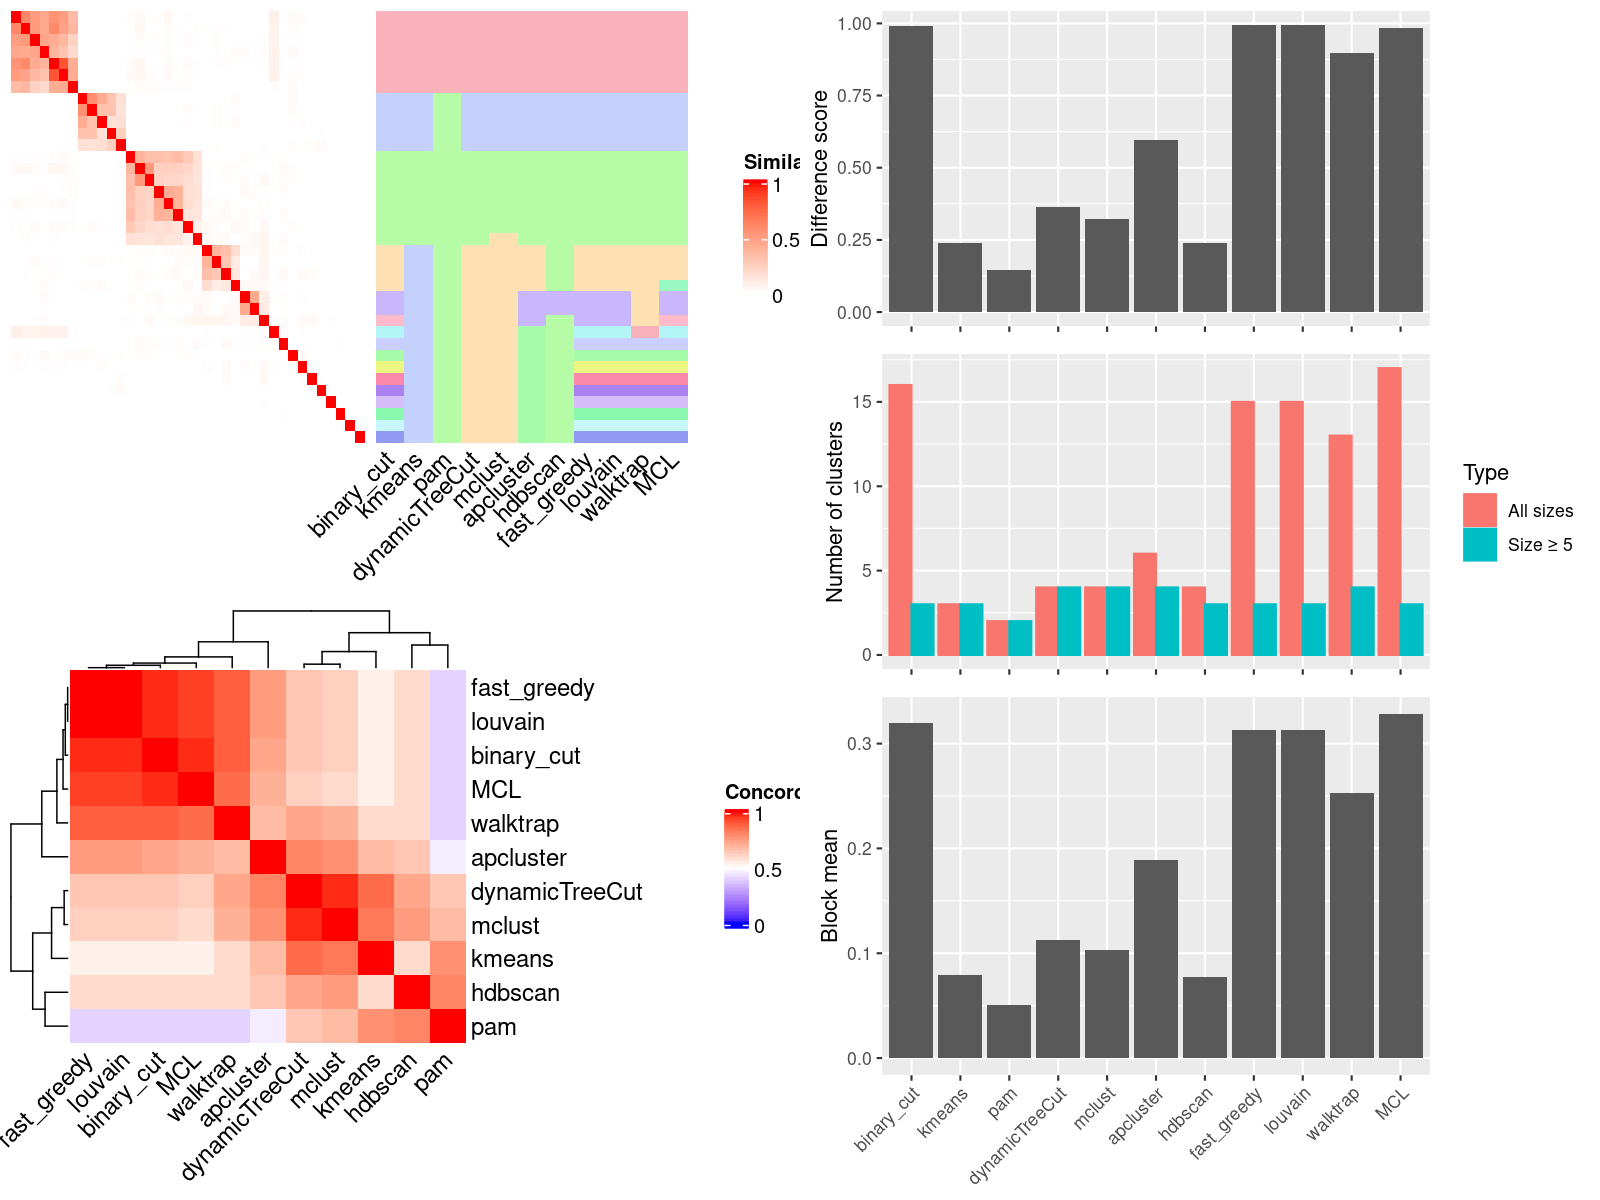 Simila
1
0.5
0
binary_cut
kmeans
pam
dynamicTreeCut
mclust
apcluster
hdbscan
fast_greedy
louvain
walktrap
MCL
fast_greedy
louvain
binary_cut
MCL
walktrap
apcluster
dynamicTreeCut
mclust
kmeans
hdbscan
pam
Concord
1
0.5
0
fast_greedy
louvain
binary_cut
MCL
walktrap
apcluster
dynamicTreeCut
mclust
kmeans
hdbscan
pam
Difference score
1.00
0.75
0.50
0.25
0.00
Number of clusters
15
10
5
0
Type
All sizes
Size ≥ 5
Block mean
0.3
0.2
0.1
0.0
binary_cut
kmeans
pam
dynamicTreeCut
mclust
apcluster
hdbscan
fast_greedy
louvain
walktrap
MCL